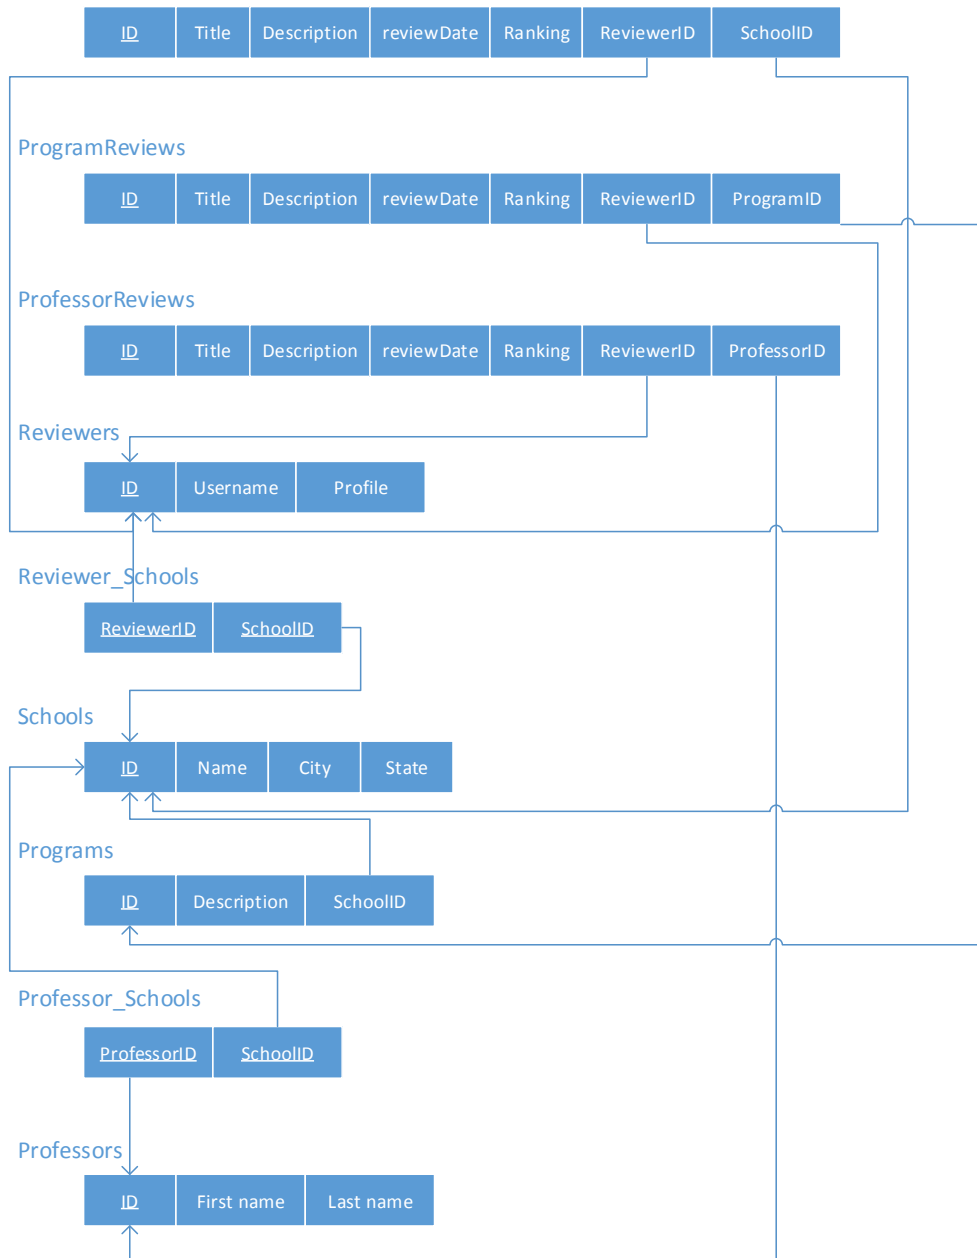 ID Title Description reviewDate Ranking ReviewerID SchoolID
ProgramReviews
ID Title Description reviewDate Ranking ReviewerID ProgramID
ProfessorReviews
ID Title Description reviewDate Ranking ReviewerID ProfessorID
Reviewers
ID Username Profile
Reviewer_Schools
ReviewerID SchoolID
Schools
ID Name City State
Programs
ID Description SchoolID
Professor_Schools
ProfessorID SchoolID
Professors
ID First name Last name